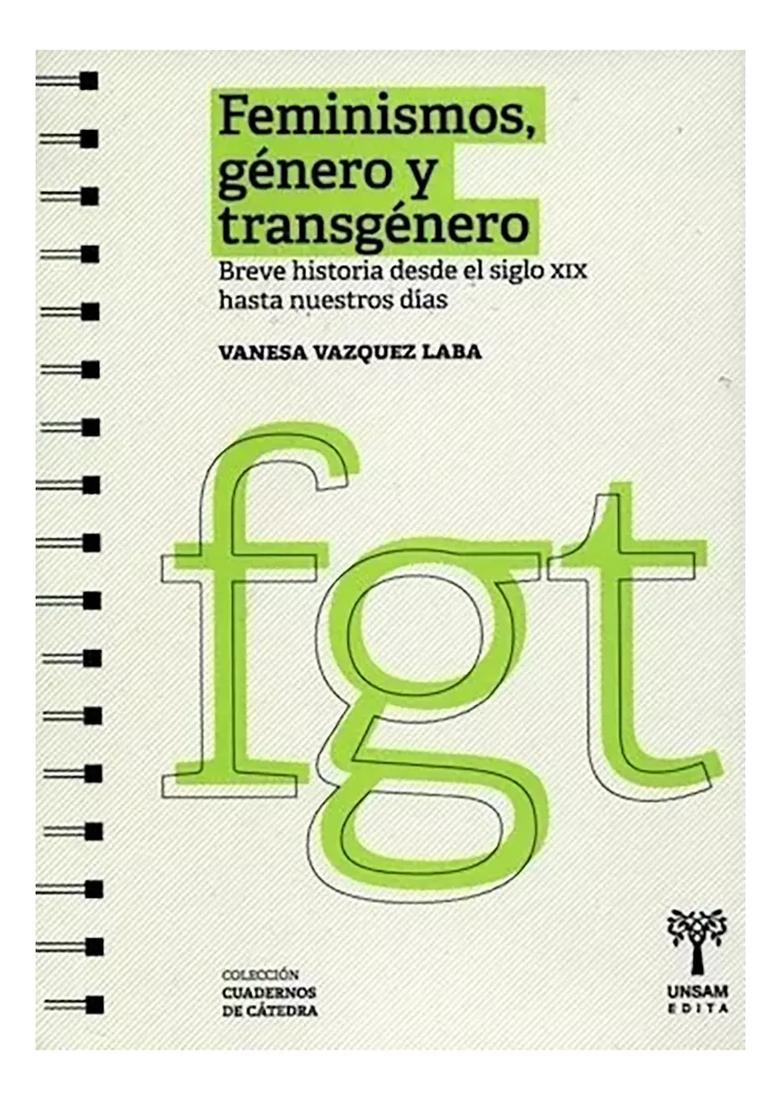 Feminismos,
género y
transgénero
Breve historia desde el siglo XIX
hasta nuestros días
VANESA VAZQUEZ LABA
fgt
COLECCIÓN
CUADERNOS
DE CÁTEDRA
UNSAM
EDITA